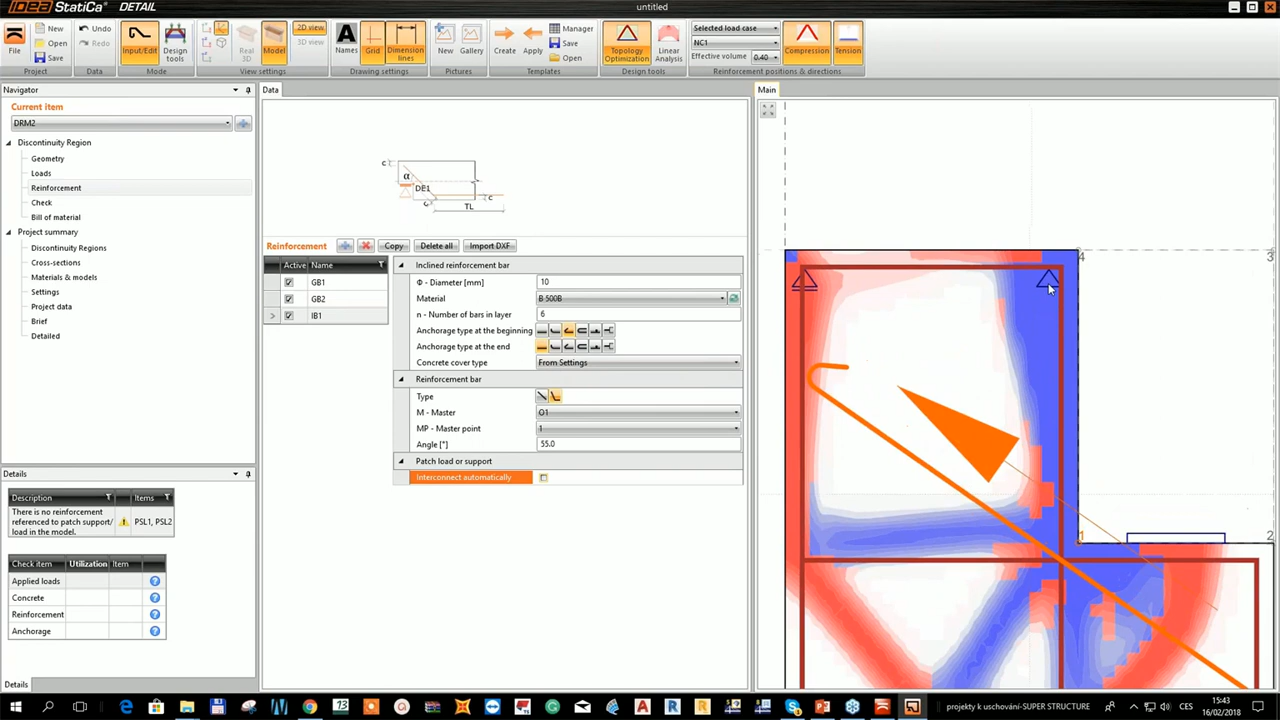 IDEA StatiCa DETAIL
untitled
File New Open Save Undo Redo Input/Edit Design tools Real 3D Model 2D view 3D view Names Grid Dimension lines New Gallery Create Apply Manager Save Open Topology Optimization Linear Analysis Selected load case NC1 Effective volume 0.40 Compression Tension
Project Data Mode View settings Drawing settings Pictures Templates Design tools Reinforcement positions & directions
Navigator
Current item
DRM2
Discontinuity Region
Geometry
Loads
Reinforcement
Check
Bill of material
Project summary
Discontinuity Regions
Cross-sections
Materials & models
Settings
Project data
Brief
Detailed
Details
Description Items
There is no reinforcement referenced to patch support/ load in the model. PSL1, PSL2
Check item Utilization Item
Applied loads
Concrete
Reinforcement
Anchorage
Details
Data
c
α
DE1
c
TL
Reinforcement Copy Delete all Import DXF
Active Name
GB1
GB2
IB1
Inclined reinforcement bar
Φ - Diameter [mm] 10
Material B 500B
n - Number of bars in layer 6
Anchorage type at the beginning
Anchorage type at the end
Concrete cover type From Settings
Reinforcement bar
Type
M - Master O1
MP - Master point 1
Angle [°] 55.0
Patch load or support
Interconnect automatically
Main
4
3
1
2
projekty k uschování-SUPER STRUCTURE
CES
15:43
16/02/2018